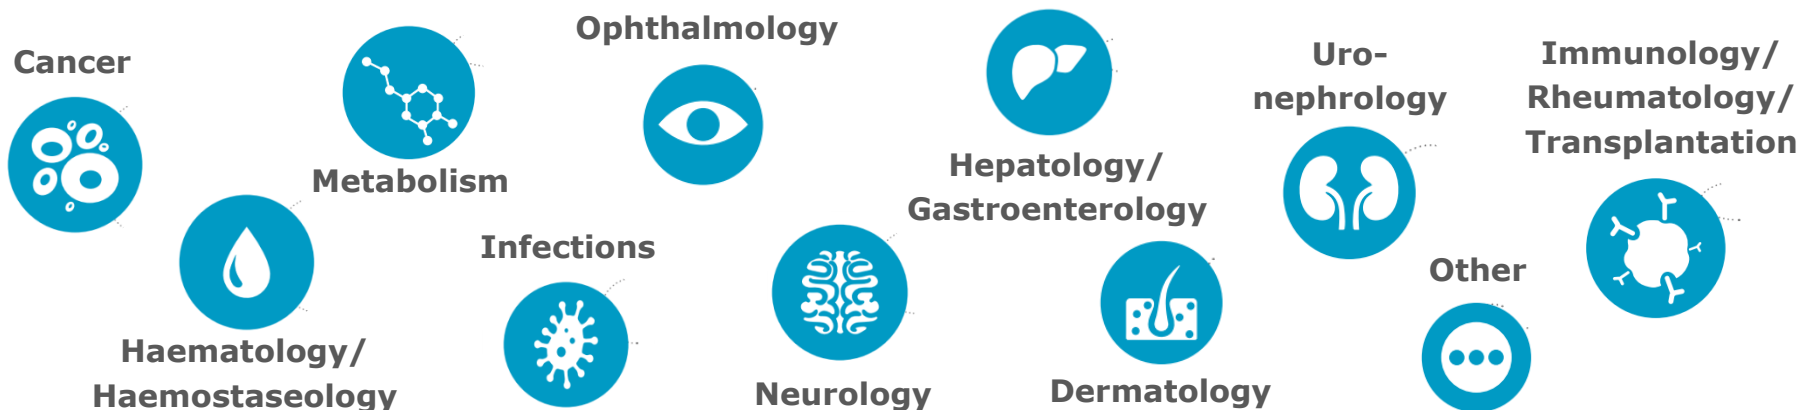 Cancer
Haematology/
Haemostaseology
Metabolism
Infections
Ophthalmology
Neurology
Hepatology/
Gastroenterology
Dermatology
Uro-
nephrology
Other
Immunology/
Rheumatology/
Transplantation